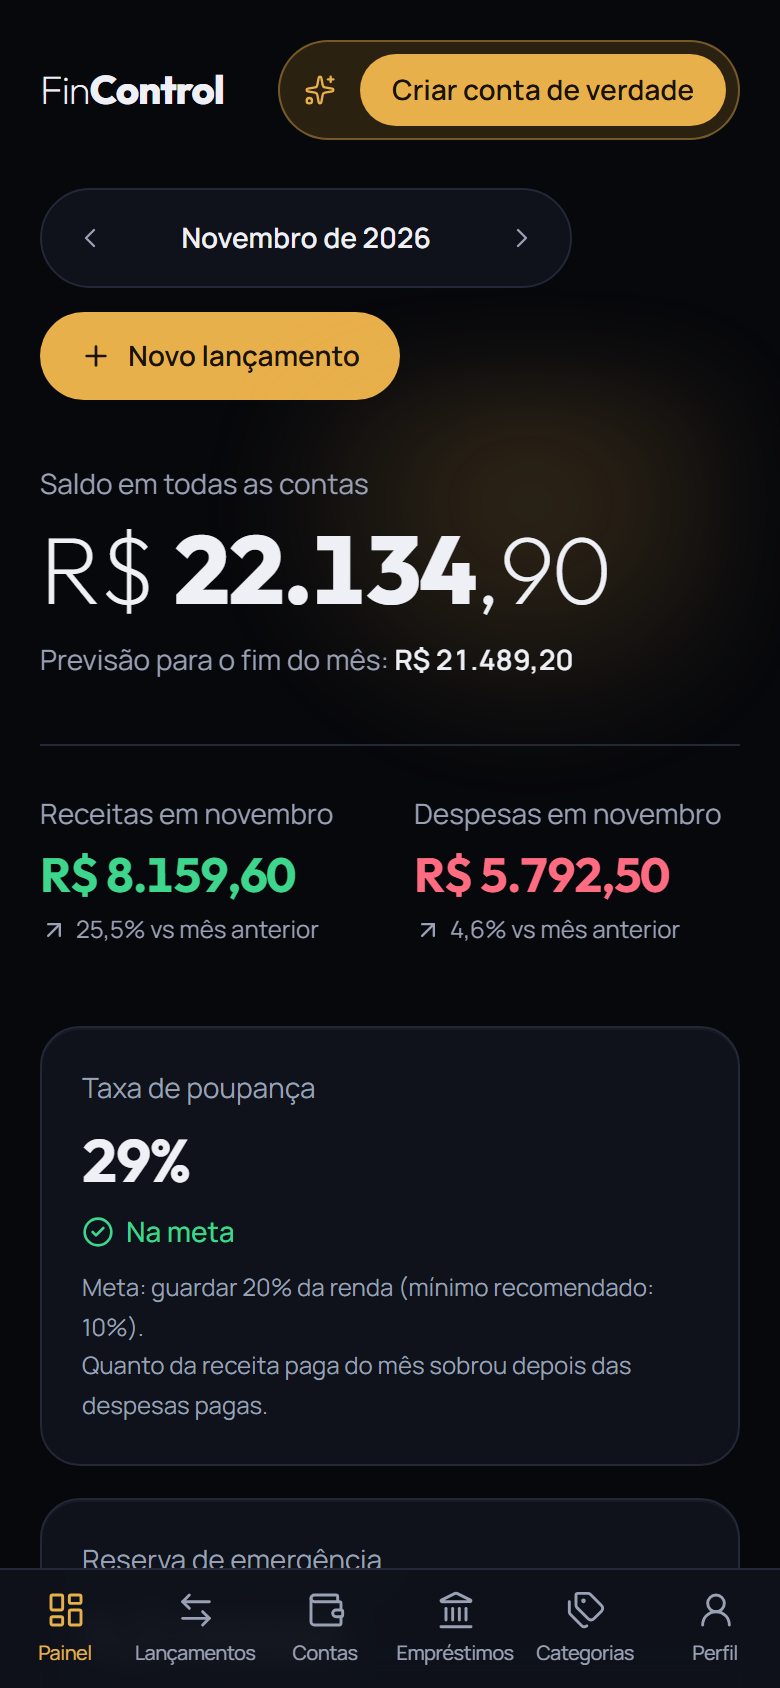 FinControl
Criar conta de verdade
Novembro de 2026
Novo lançamento
Saldo em todas as contas
R$ 22.134,90
Previsão para o fim do mês: R$ 21.489,20
Receitas em novembro
R$ 8.159,60
25,5% vs mês anterior
Despesas em novembro
R$ 5.792,50
4,6% vs mês anterior
Taxa de poupança
29%
Na meta
Meta: guardar 20% da renda (mínimo recomendado:
10%).
Quanto da receita paga do mês sobrou depois das
despesas pagas.
Reserva de emergência
Painel
Lançamentos
Contas
Empréstimos
Categorias
Perfil